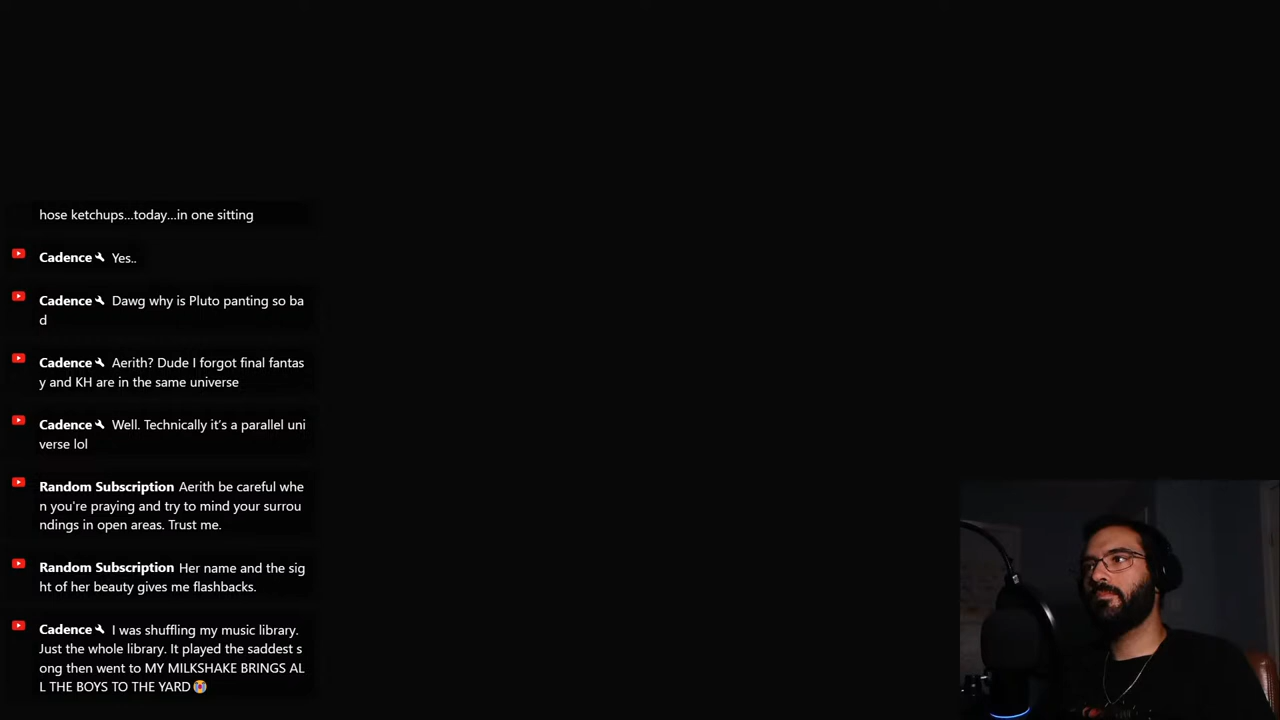 hose ketchups...today...in one sitting
Cadence Yes..
Cadence Dawg why is Pluto panting so ba
d
Cadence Aerith? Dude I forgot final fantas
y and KH are in the same universe
Cadence Well. Technically it's a parallel uni
verse lol
Random Subscription Aerith be careful whe
n you're praying and try to mind your surrou
ndings in open areas. Trust me.
Random Subscription Her name and the sig
ht of her beauty gives me flashbacks.
Cadence I was shuffling my music library.
Just the whole library. It played the saddest s
ong then went to MY MILKSHAKE BRINGS AL
L THE BOYS TO THE YARD 😭